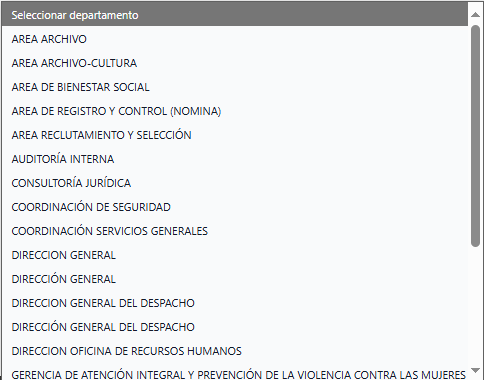 Seleccionar departamento
AREA ARCHIVO
AREA ARCHIVO-CULTURA
AREA DE BIENESTAR SOCIAL
AREA DE REGISTRO Y CONTROL (NOMINA)
AREA RECLUTAMIENTO Y SELECCIÓN
AUDITORÍA INTERNA
CONSULTORÍA JURÍDICA
COORDINACIÓN DE SEGURIDAD
COORDINACIÓN SERVICIOS GENERALES
DIRECCION GENERAL
DIRECCIÓN GENERAL
DIRECCION GENERAL DEL DESPACHO
DIRECCIÓN GENERAL DEL DESPACHO
DIRECCION OFICINA DE RECURSOS HUMANOS
GERENCIA DE ATENCIÓN INTEGRAL Y PREVENCIÓN DE LA VIOLENCIA CONTRA LAS MUJERES